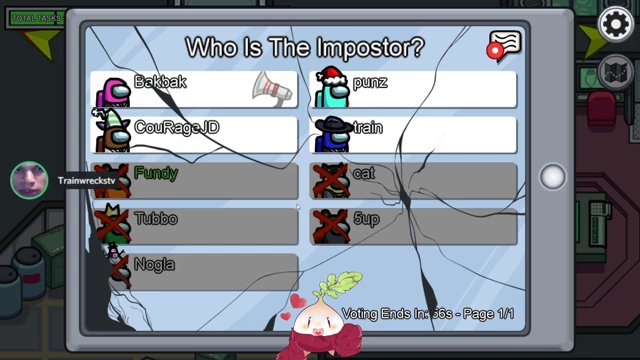 TOTAL TASKS
Who Is The Impostor?
Bakbak
punz
CouRageJD
train
Trainwreckstv
Fundy
cat
Tubbo
5up
Nogla
Voting Ends In: 66s - Page 1/1